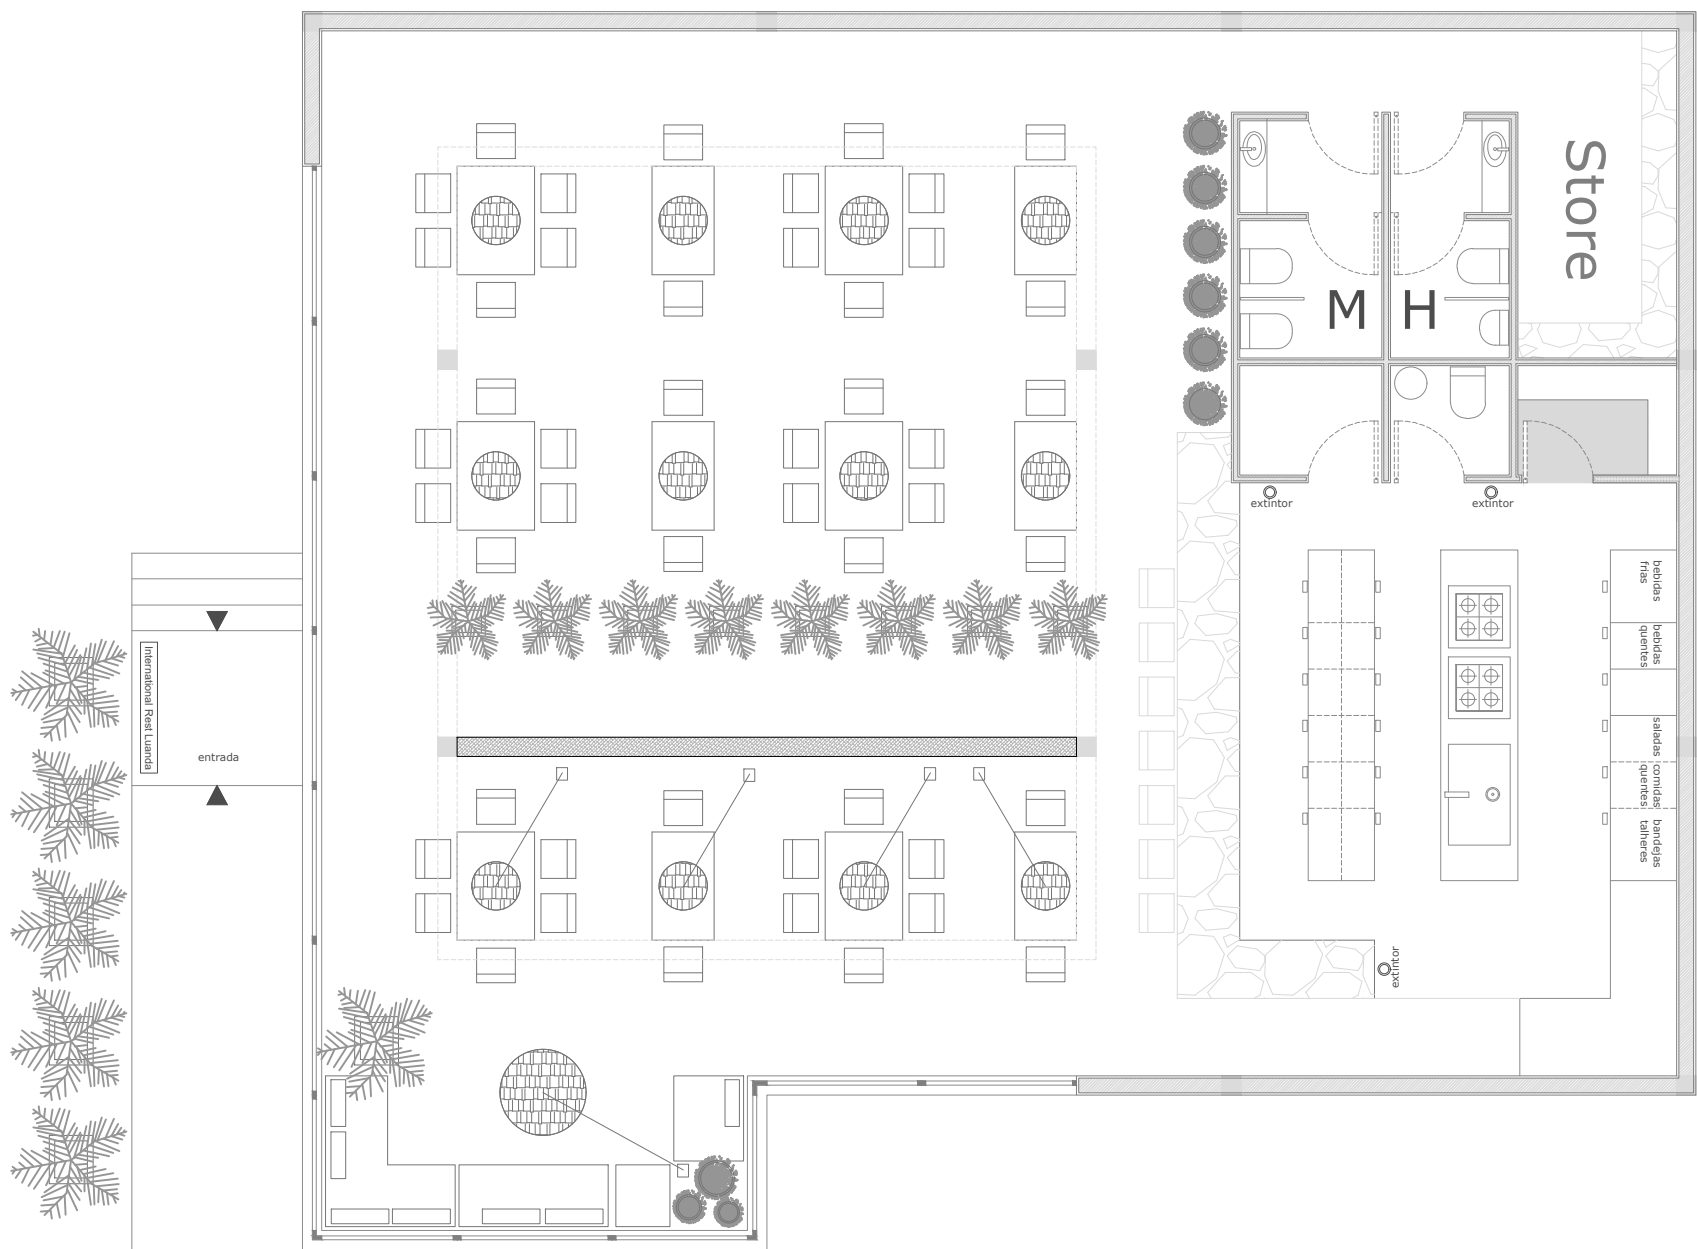 Store
M
H
extintor
extintor
bebidas
frias
bebidas
quentes
International Rest Luanda
entrada
saladas
comidas
quentes
bandejas
talheres
extintor